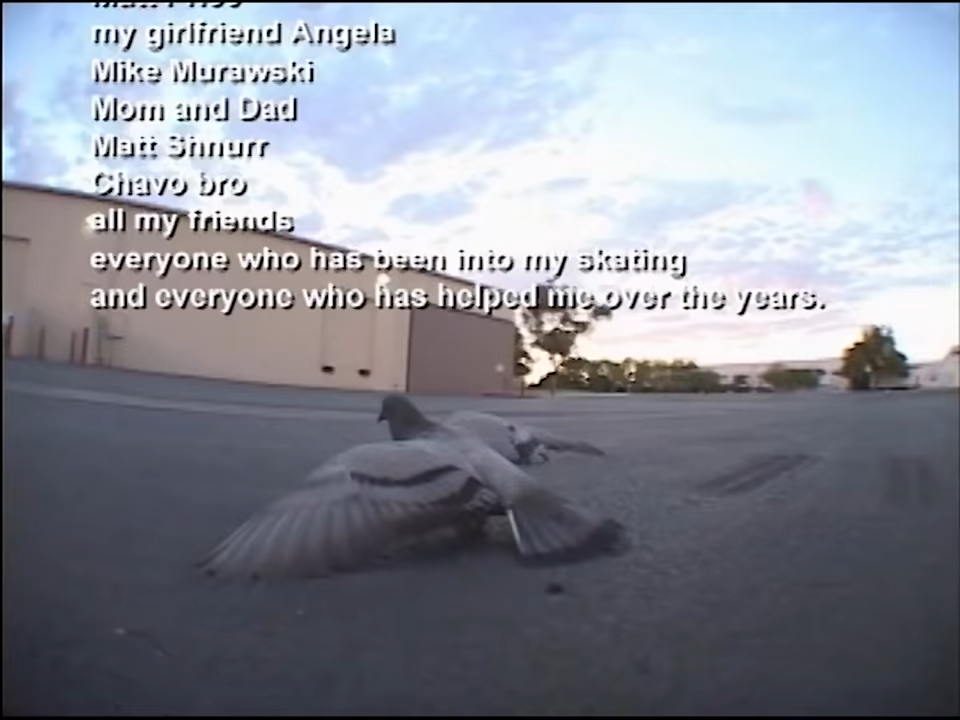 my girlfriend Angela
Mike Murawski
Mom and Dad
Matt Shnurr
Chavo bro
all my friends
everyone who has been into my skating
and everyone who has helped me over the years.